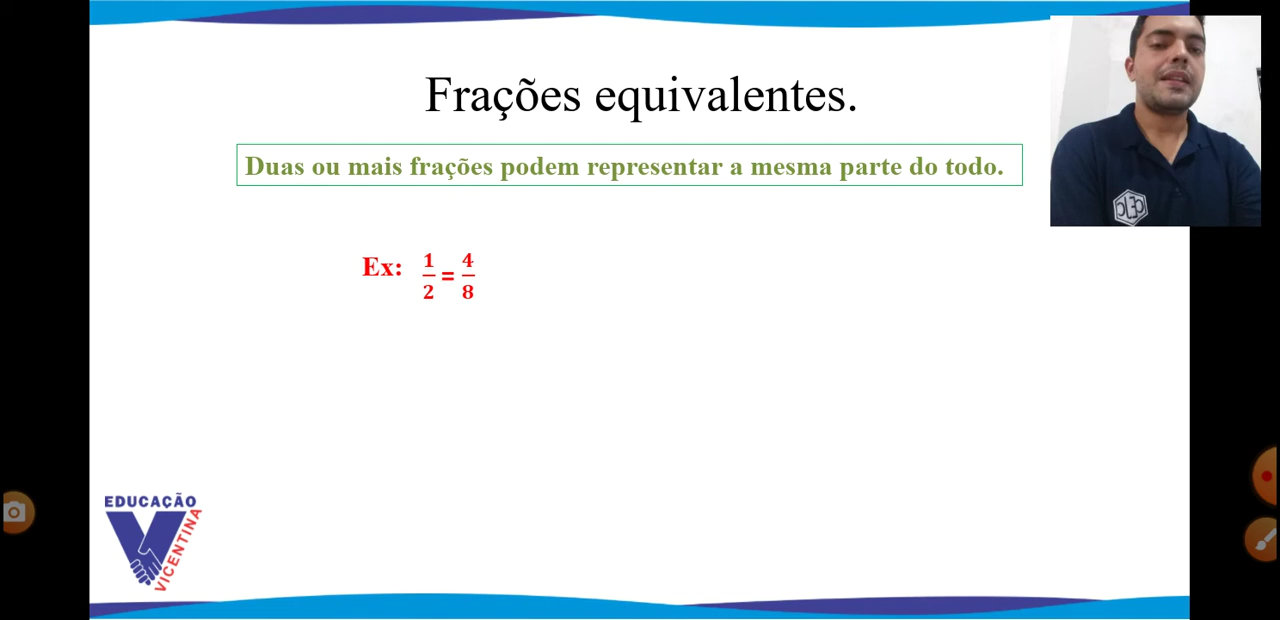 Frações equivalentes.
Duas ou mais frações podem representar a mesma parte do todo.
Ex: 1/2 = 4/8
EDUCAÇÃO
VICENTINA